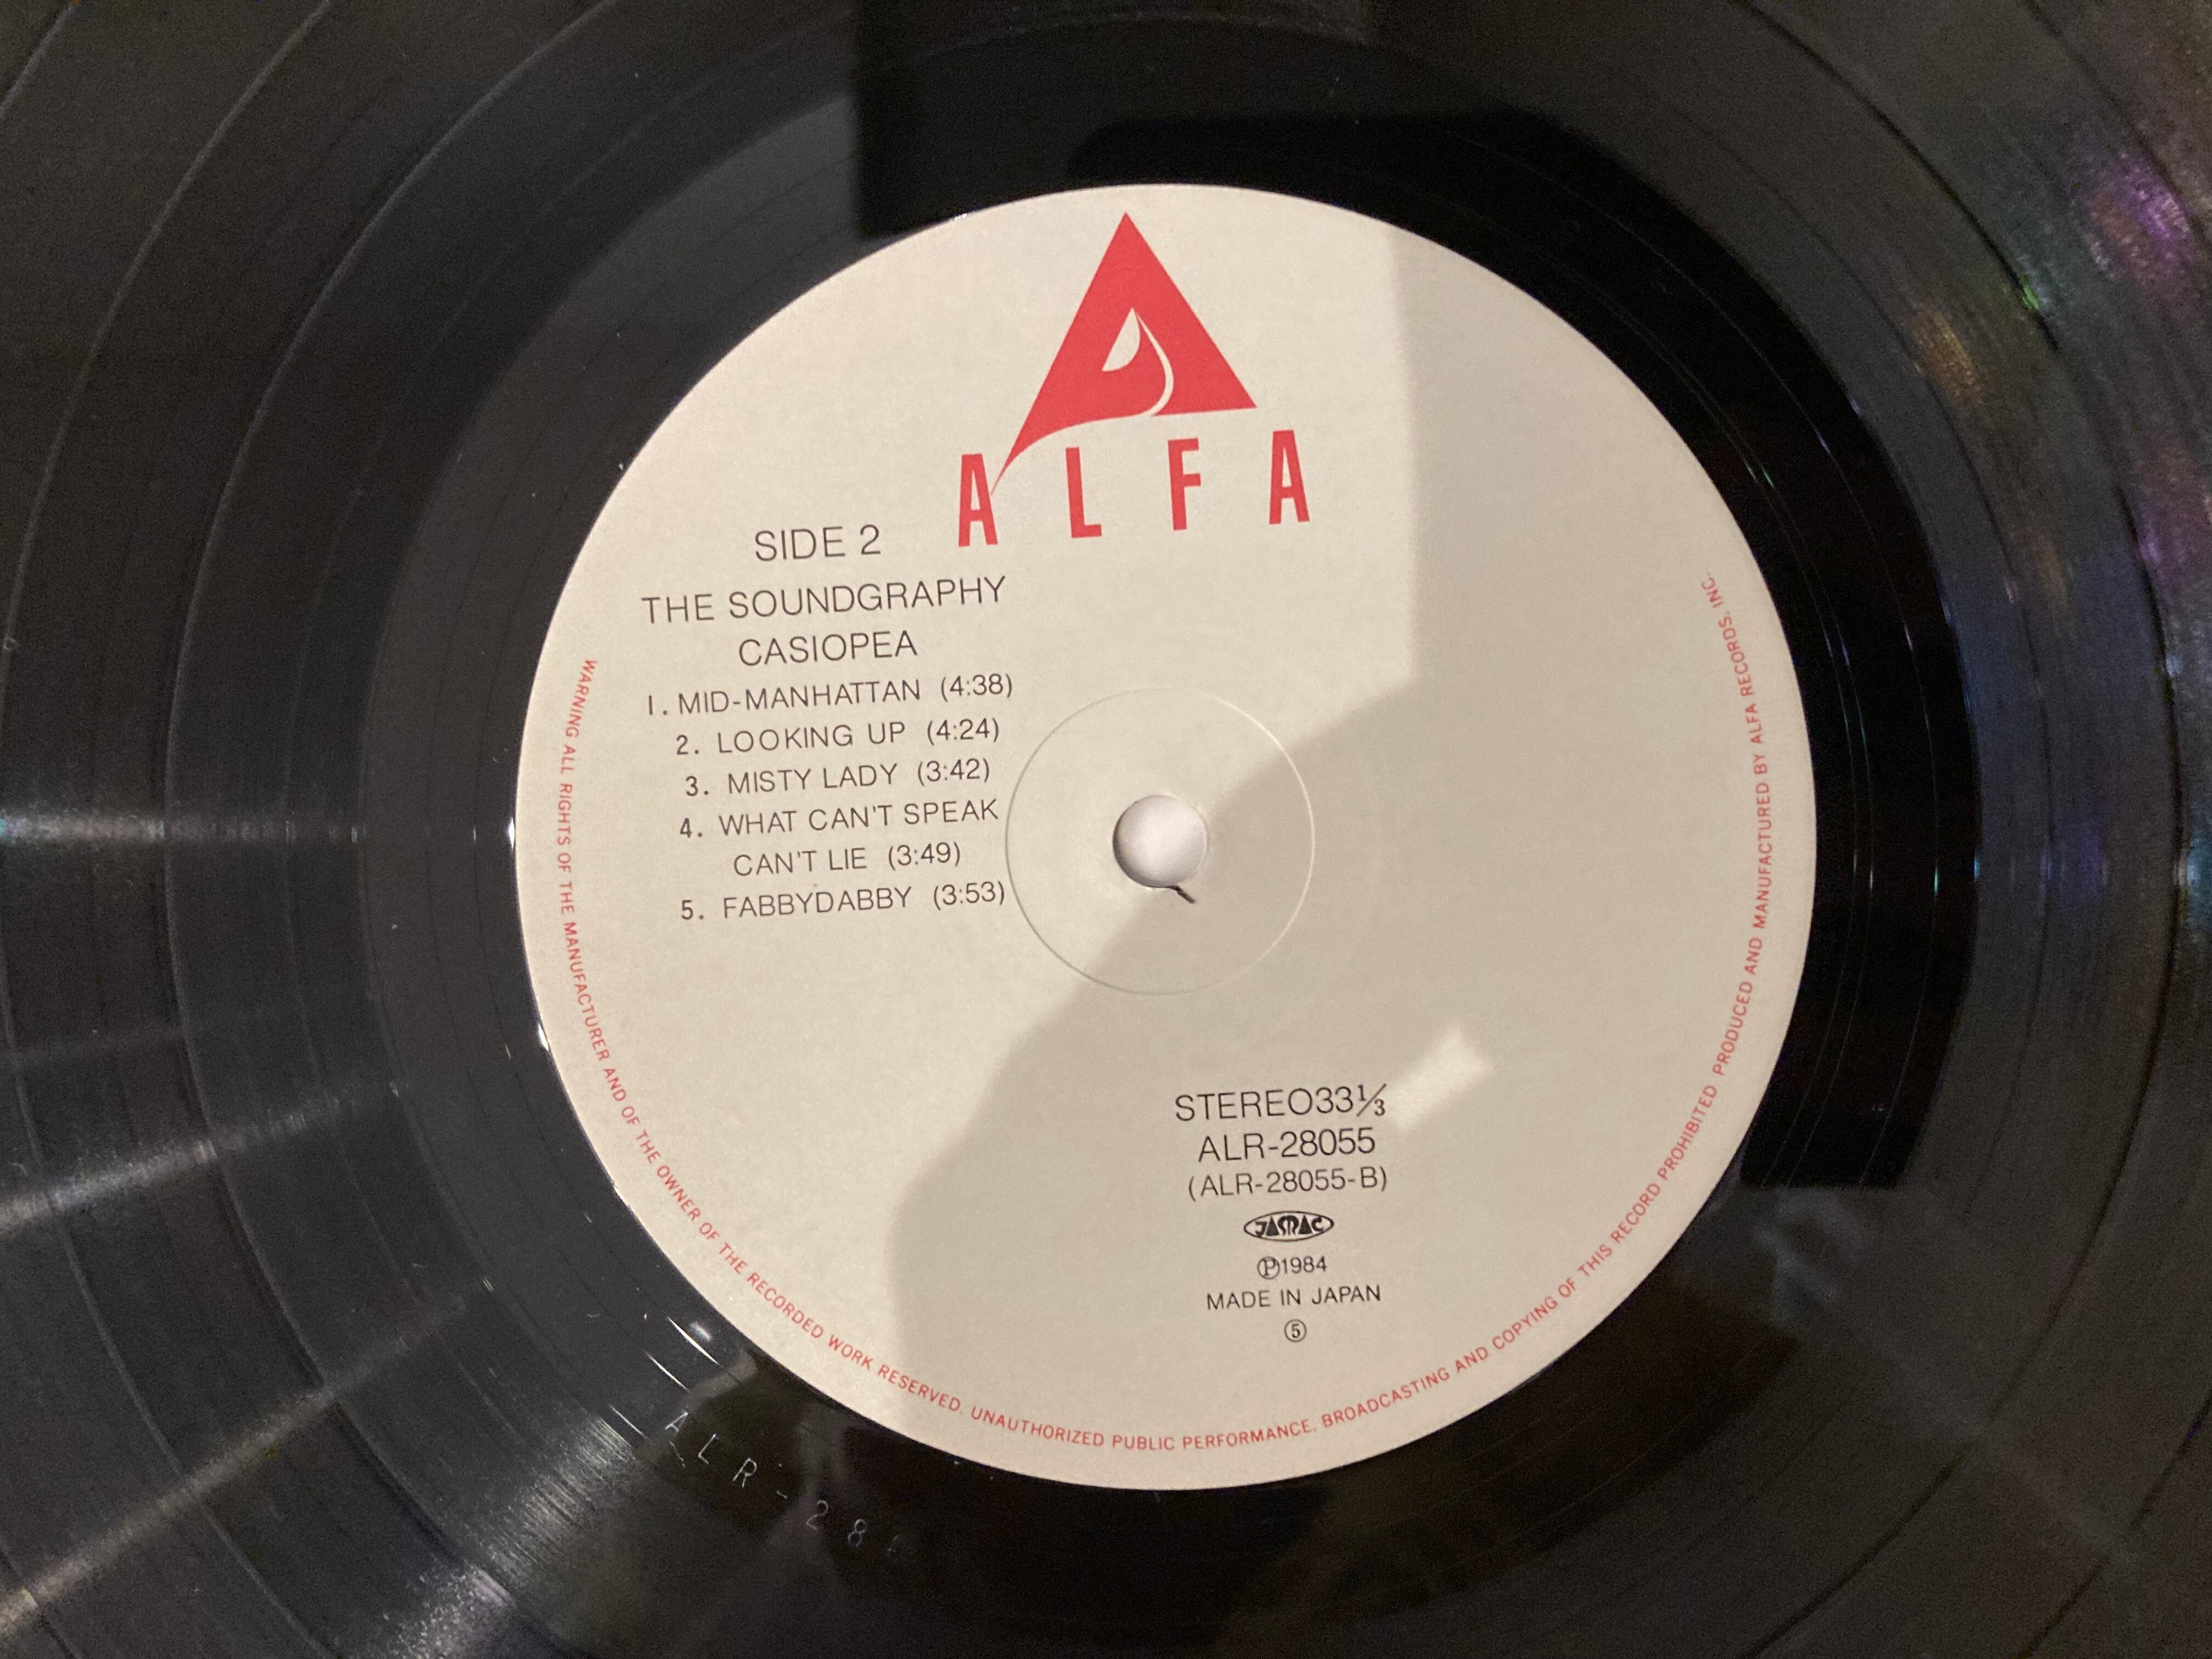 ALFA
SIDE 2
THE SOUNDGRAPHY
CASIOPEA
1. MID-MANHATTAN (4:38)
2. LOOKING UP (4:24)
3. MISTY LADY (3:42)
4. WHAT CAN'T SPEAK
CAN'T LIE (3:49)
5. FABBYDABBY (3:53)
STEREO33⅓
ALR-28055
(ALR-28055-B)
JASRAC
℗1984
MADE IN JAPAN
⑤
WARNING ALL RIGHTS OF THE MANUFACTURER AND OF THE OWNER OF THE RECORDED WORK RESERVED. UNAUTHORIZED PUBLIC PERFORMANCE. BROADCASTING AND COPYING OF THIS RECORD PROHIBITED PRODUCED AND MANUFACTURED BY ALFA RECORDS, INC.
ALR-28